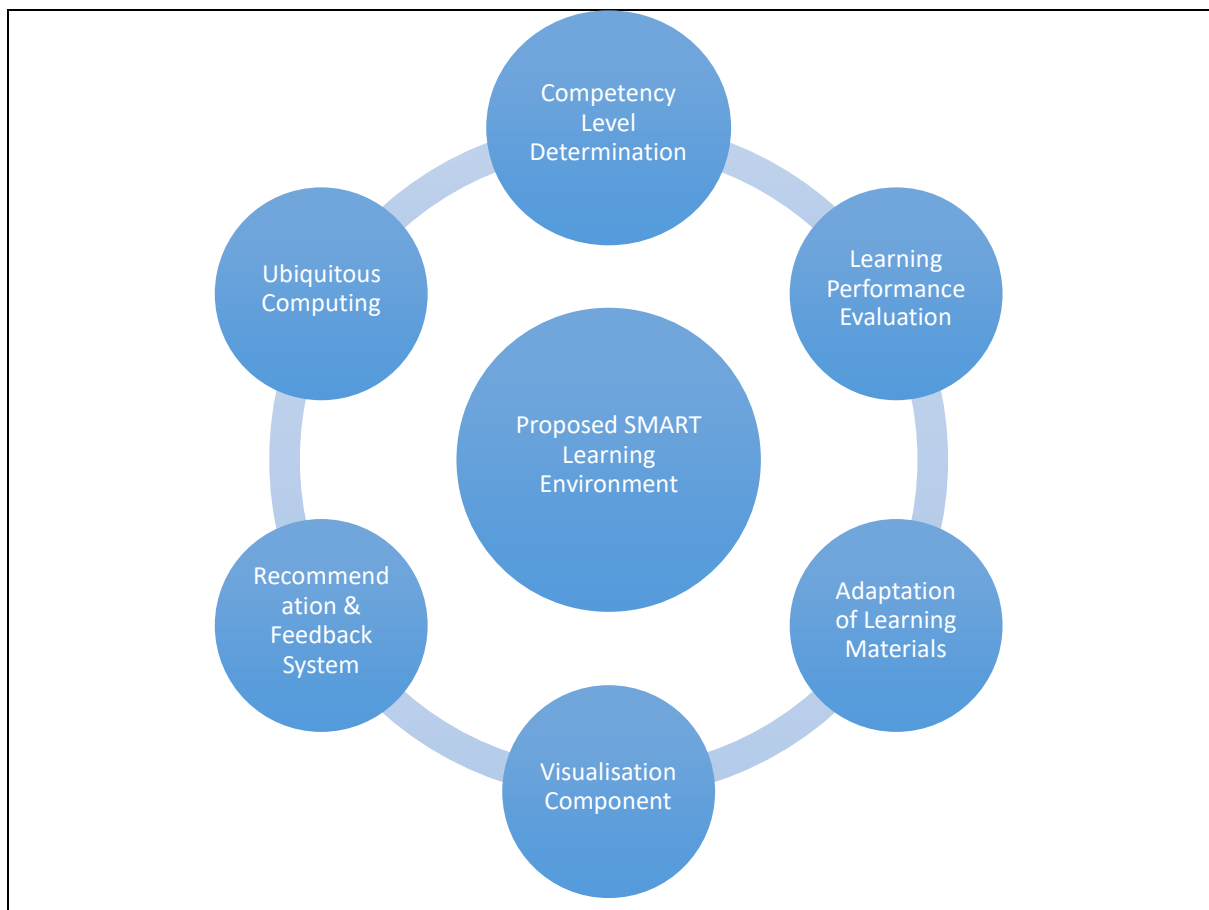 Competency
Level
Determination
Ubiquitous
Computing
Learning
Performance
Evaluation
Proposed SMART
Learning
Environment
Recommend
ation &
Feedback
System
Adaptation
of Learning
Materials
Visualisation
Component